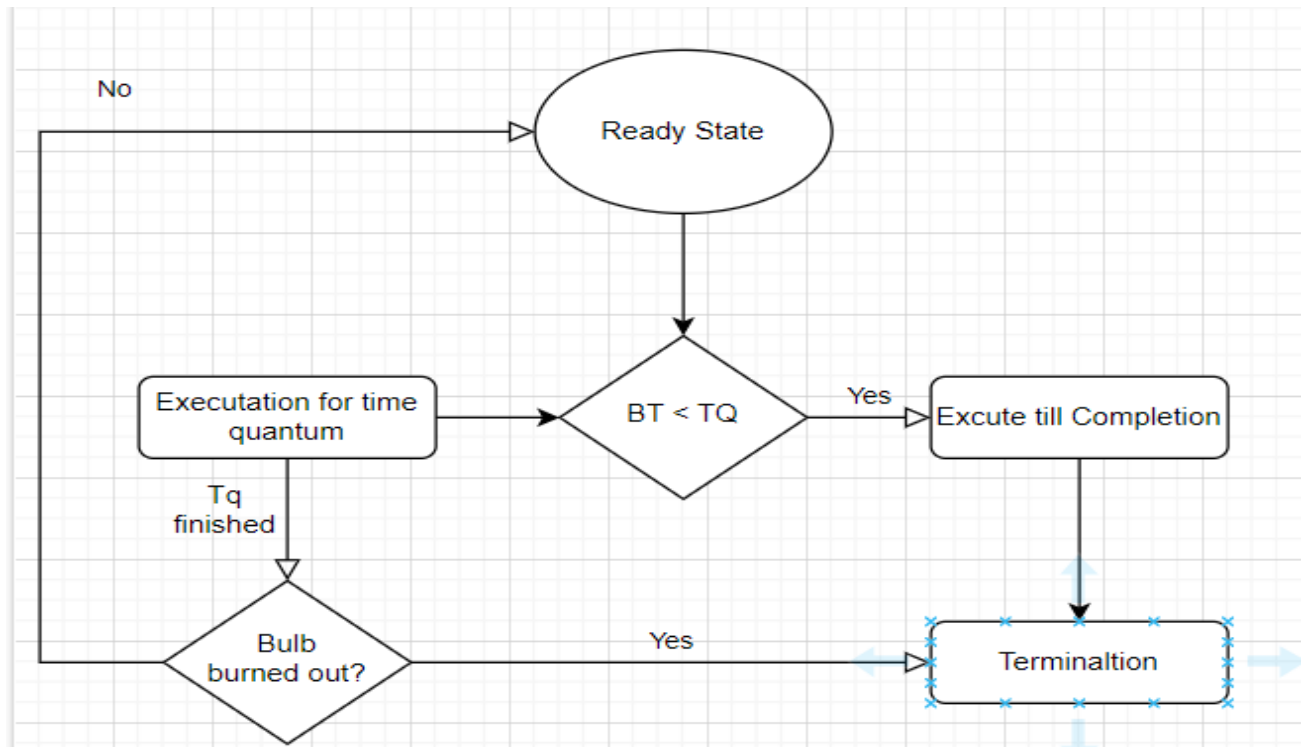 No
Ready State
Executation for time
quantum
BT < TQ
Yes
Excute till Completion
Tq
finished
Bulb
burned out?
Yes
Terminaltion